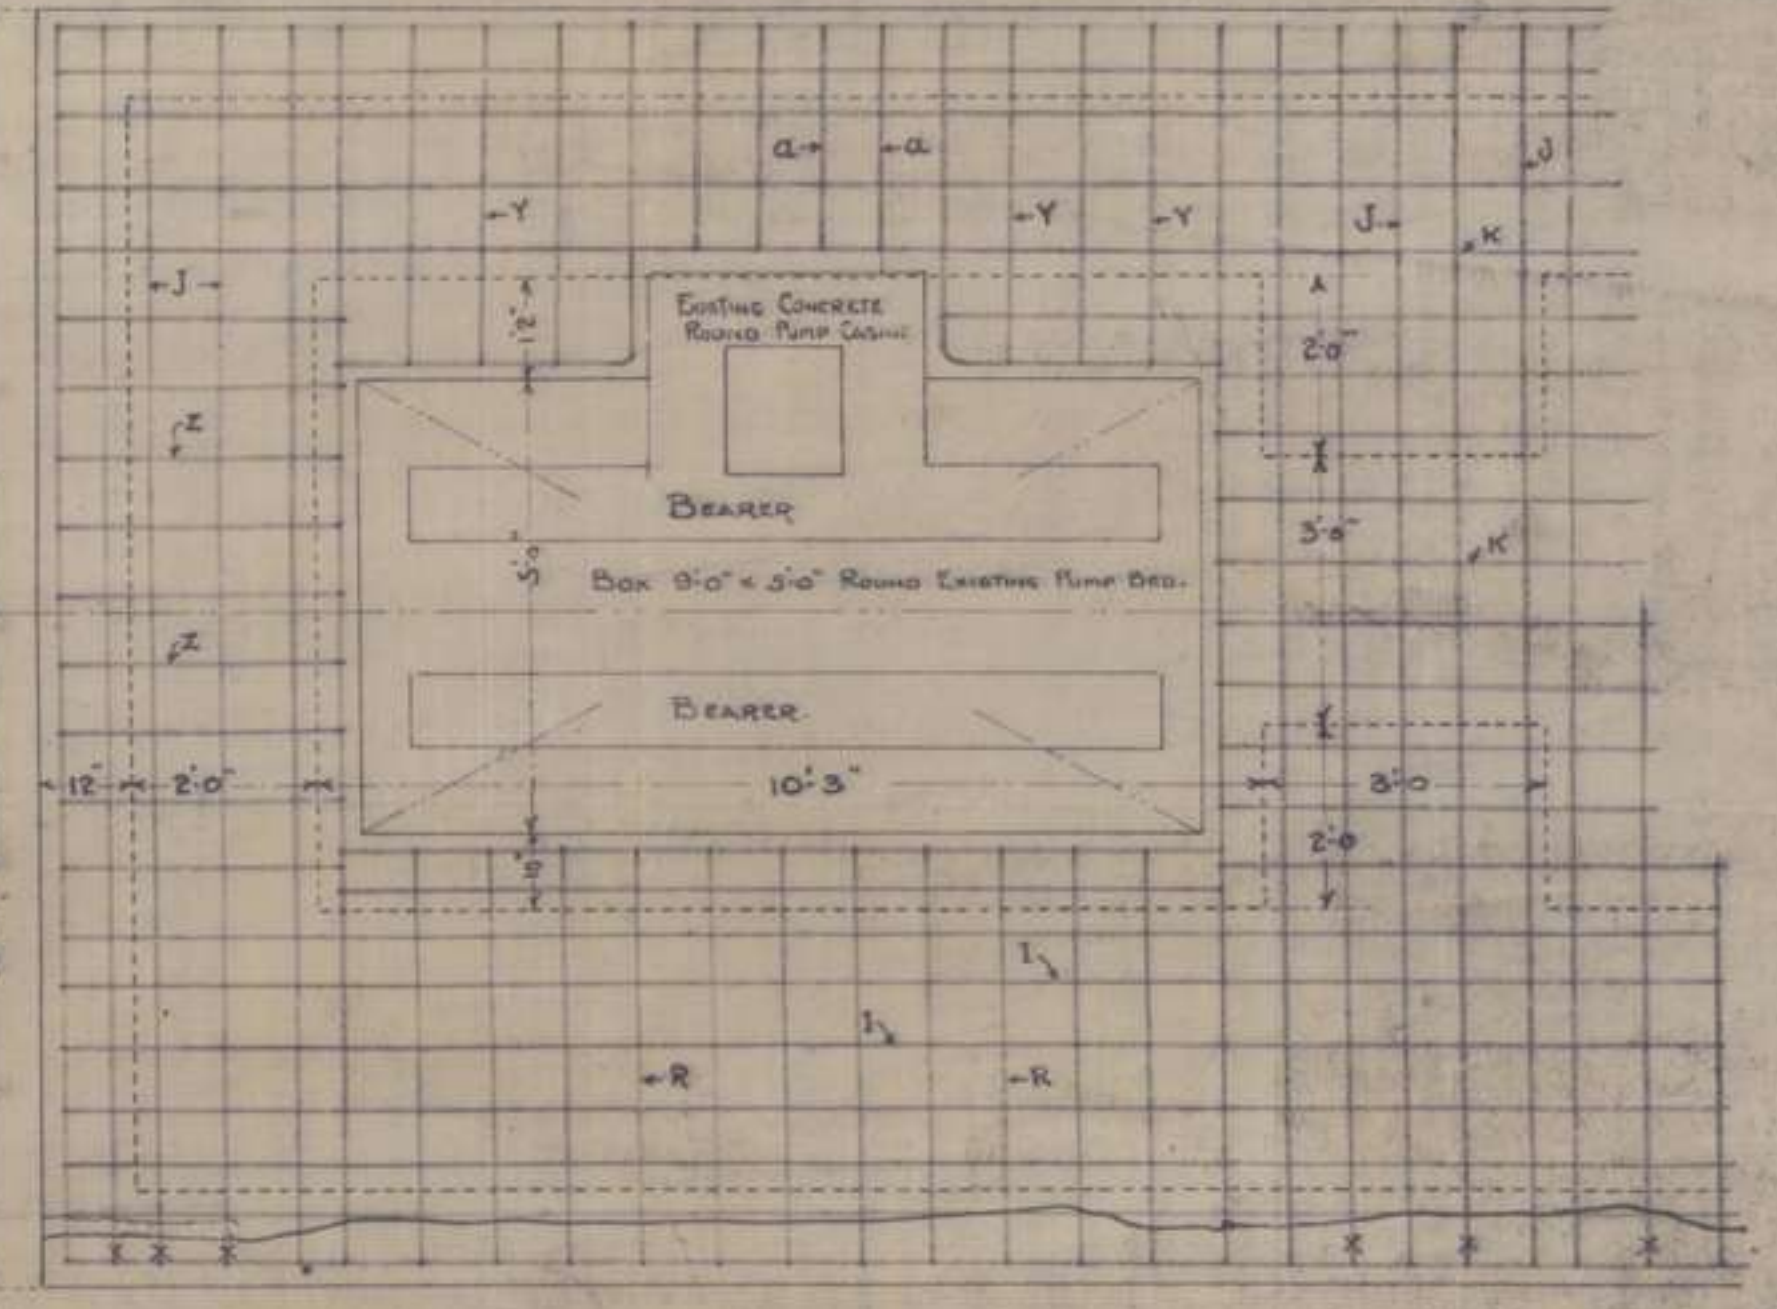 a a
J
Y Y Y J
K
J
EXISTING CONCRETE
ROUND PUMP CASING
12"
2'-0"
Z
BEARER
3'-0"
K
5'-0"
BOX 9'-0" × 5'-0" ROUND EXISTING PUMP BED.
Z
BEARER.
12" 2'-0" 10'-3" 3'-0
2'-0
10"
I
I
R R
X X X X X X